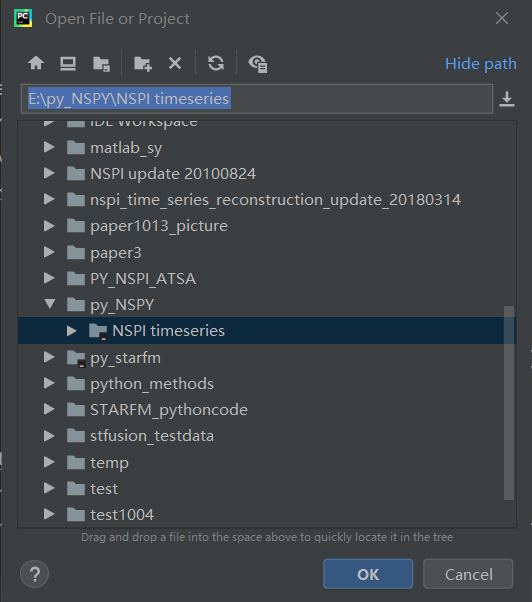 PC
Open File or Project
Hide path
E:\py_NSPY\NSPI timeseries
IDE Workspace
matlab_sy
NSPI update 20100824
nspi_time_series_reconstruction_update_20180314
paper1013_picture
paper3
PY_NSPI_ATSA
py_NSPY
NSPI timeseries
py_starfm
python_methods
STARFM_pythoncode
stfusion_testdata
temp
test
test1004
Drag and drop a file into the space above to quickly locate it in the tree
? OK Cancel